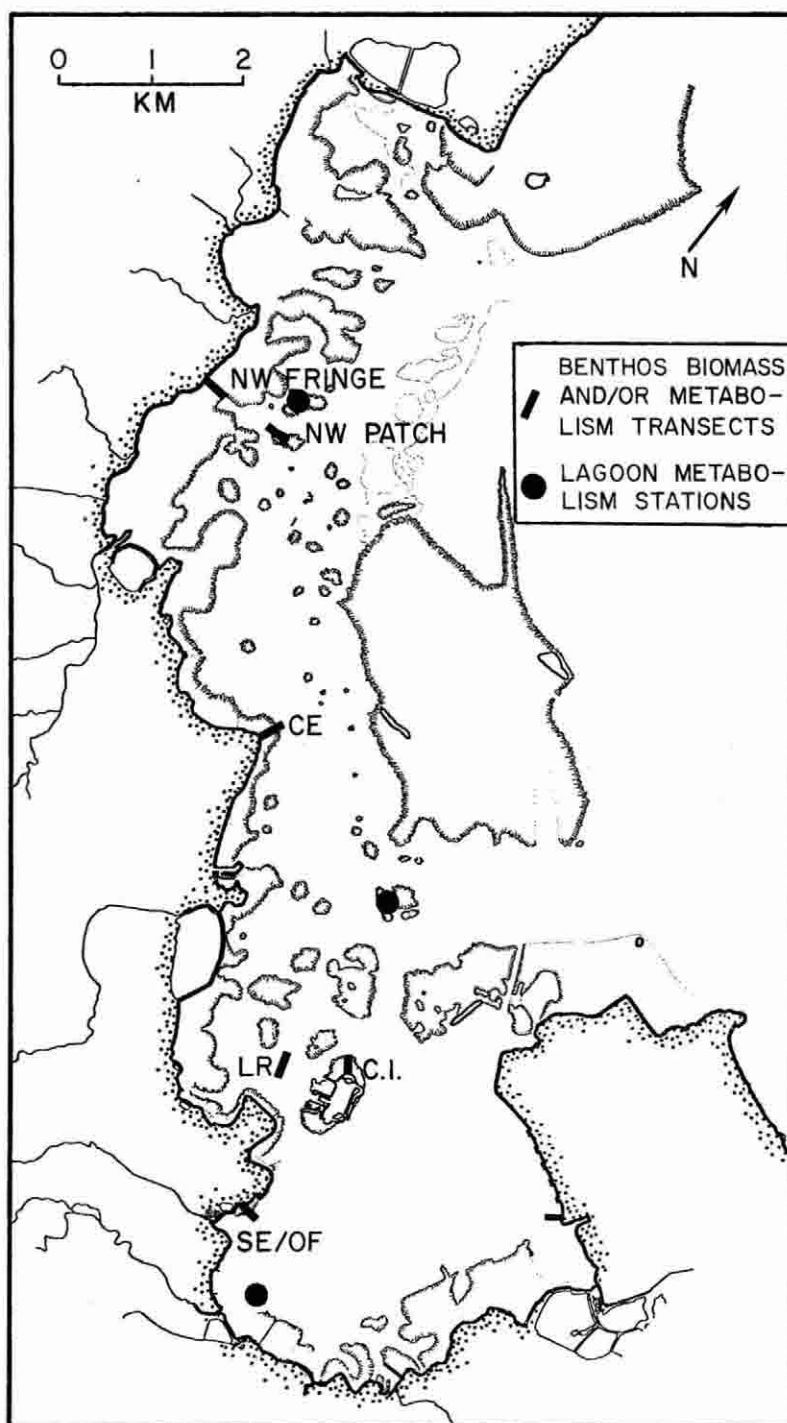 0 1 2
KM
N
BENTHOS BIOMASS
AND/OR METABO-
LISM TRANSECTS
LAGOON METABO-
LISM STATIONS
NW FRINGE
NW PATCH
CE
LR
C.I.
SE/OF